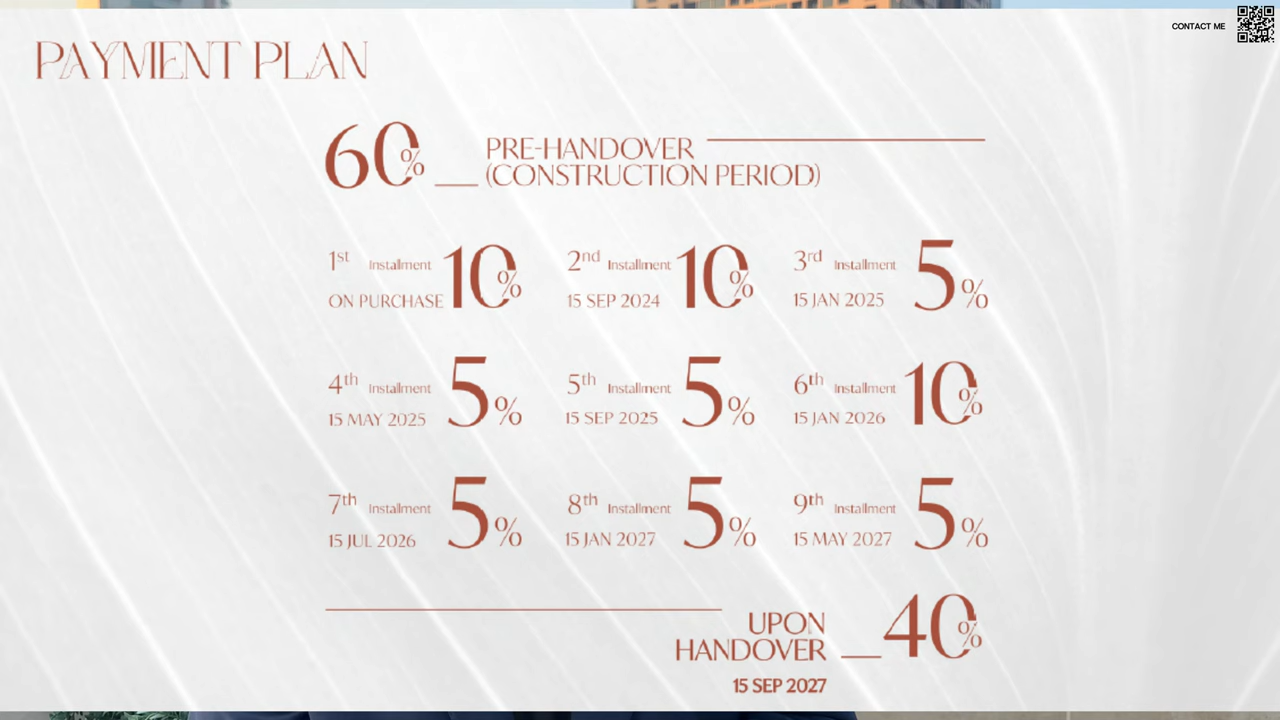 CONTACT ME
PAYMENT PLAN
60% PRE-HANDOVER
(CONSTRUCTION PERIOD)
1st Installment 10%
ON PURCHASE
2nd Installment 10%
15 SEP 2024
3rd Installment 5%
15 JAN 2025
4th Installment 5%
15 MAY 2025
5th Installment 5%
15 SEP 2025
6th Installment 10%
15 JAN 2026
7th Installment 5%
15 JUL 2026
8th Installment 5%
15 JAN 2027
9th Installment 5%
15 MAY 2027
UPON
HANDOVER 40%
15 SEP 2027